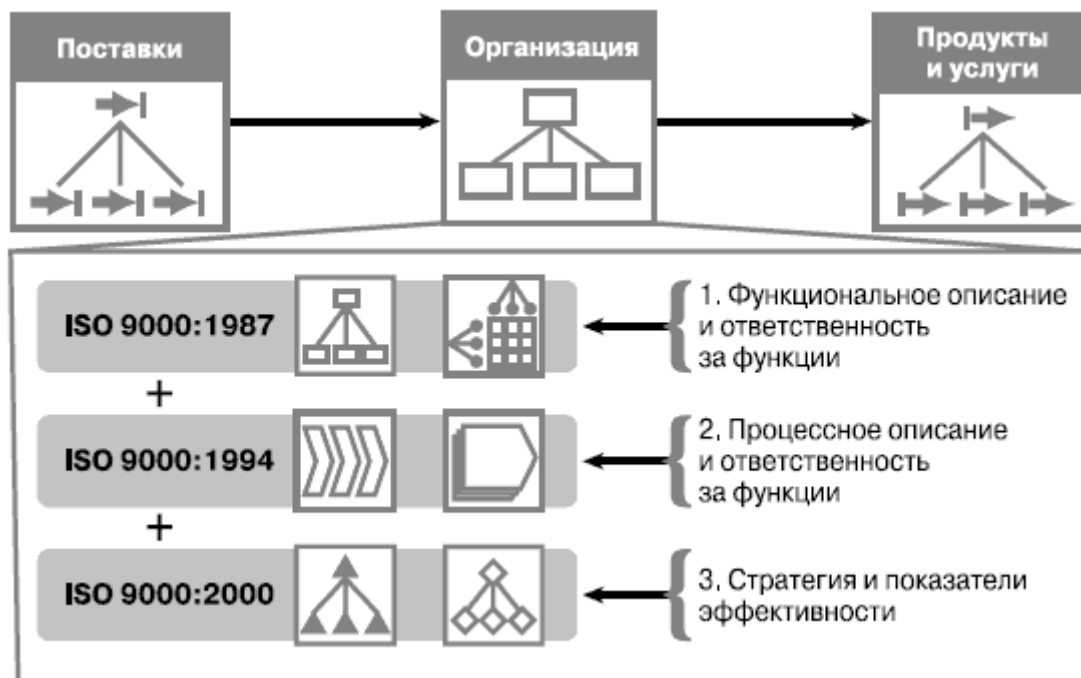 Поставки
Организация
Продукты
и услуги
ISO 9000:1987
1. Функциональное описание
и ответственность
за функции
+
ISO 9000:1994
2. Процессное описание
и ответственность
за функции
+
ISO 9000:2000
3. Стратегия и показатели
эффективности